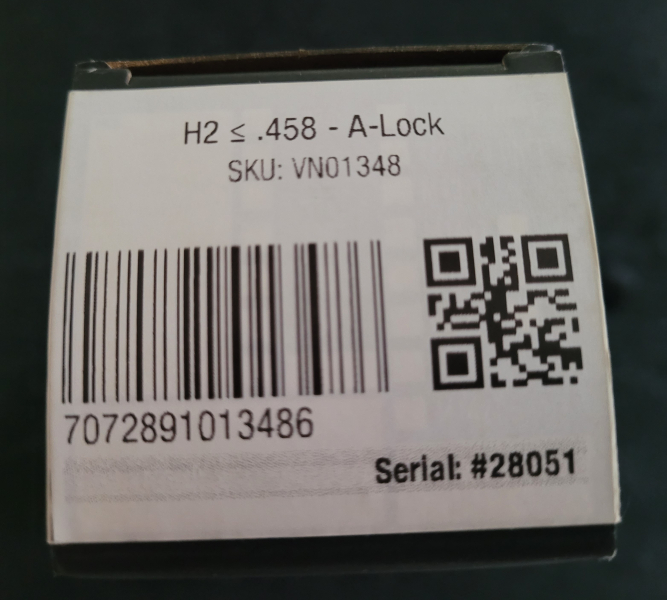 H2 ≤ .458 - A-Lock
SKU: VN01348
7072891013486
Serial: #28051